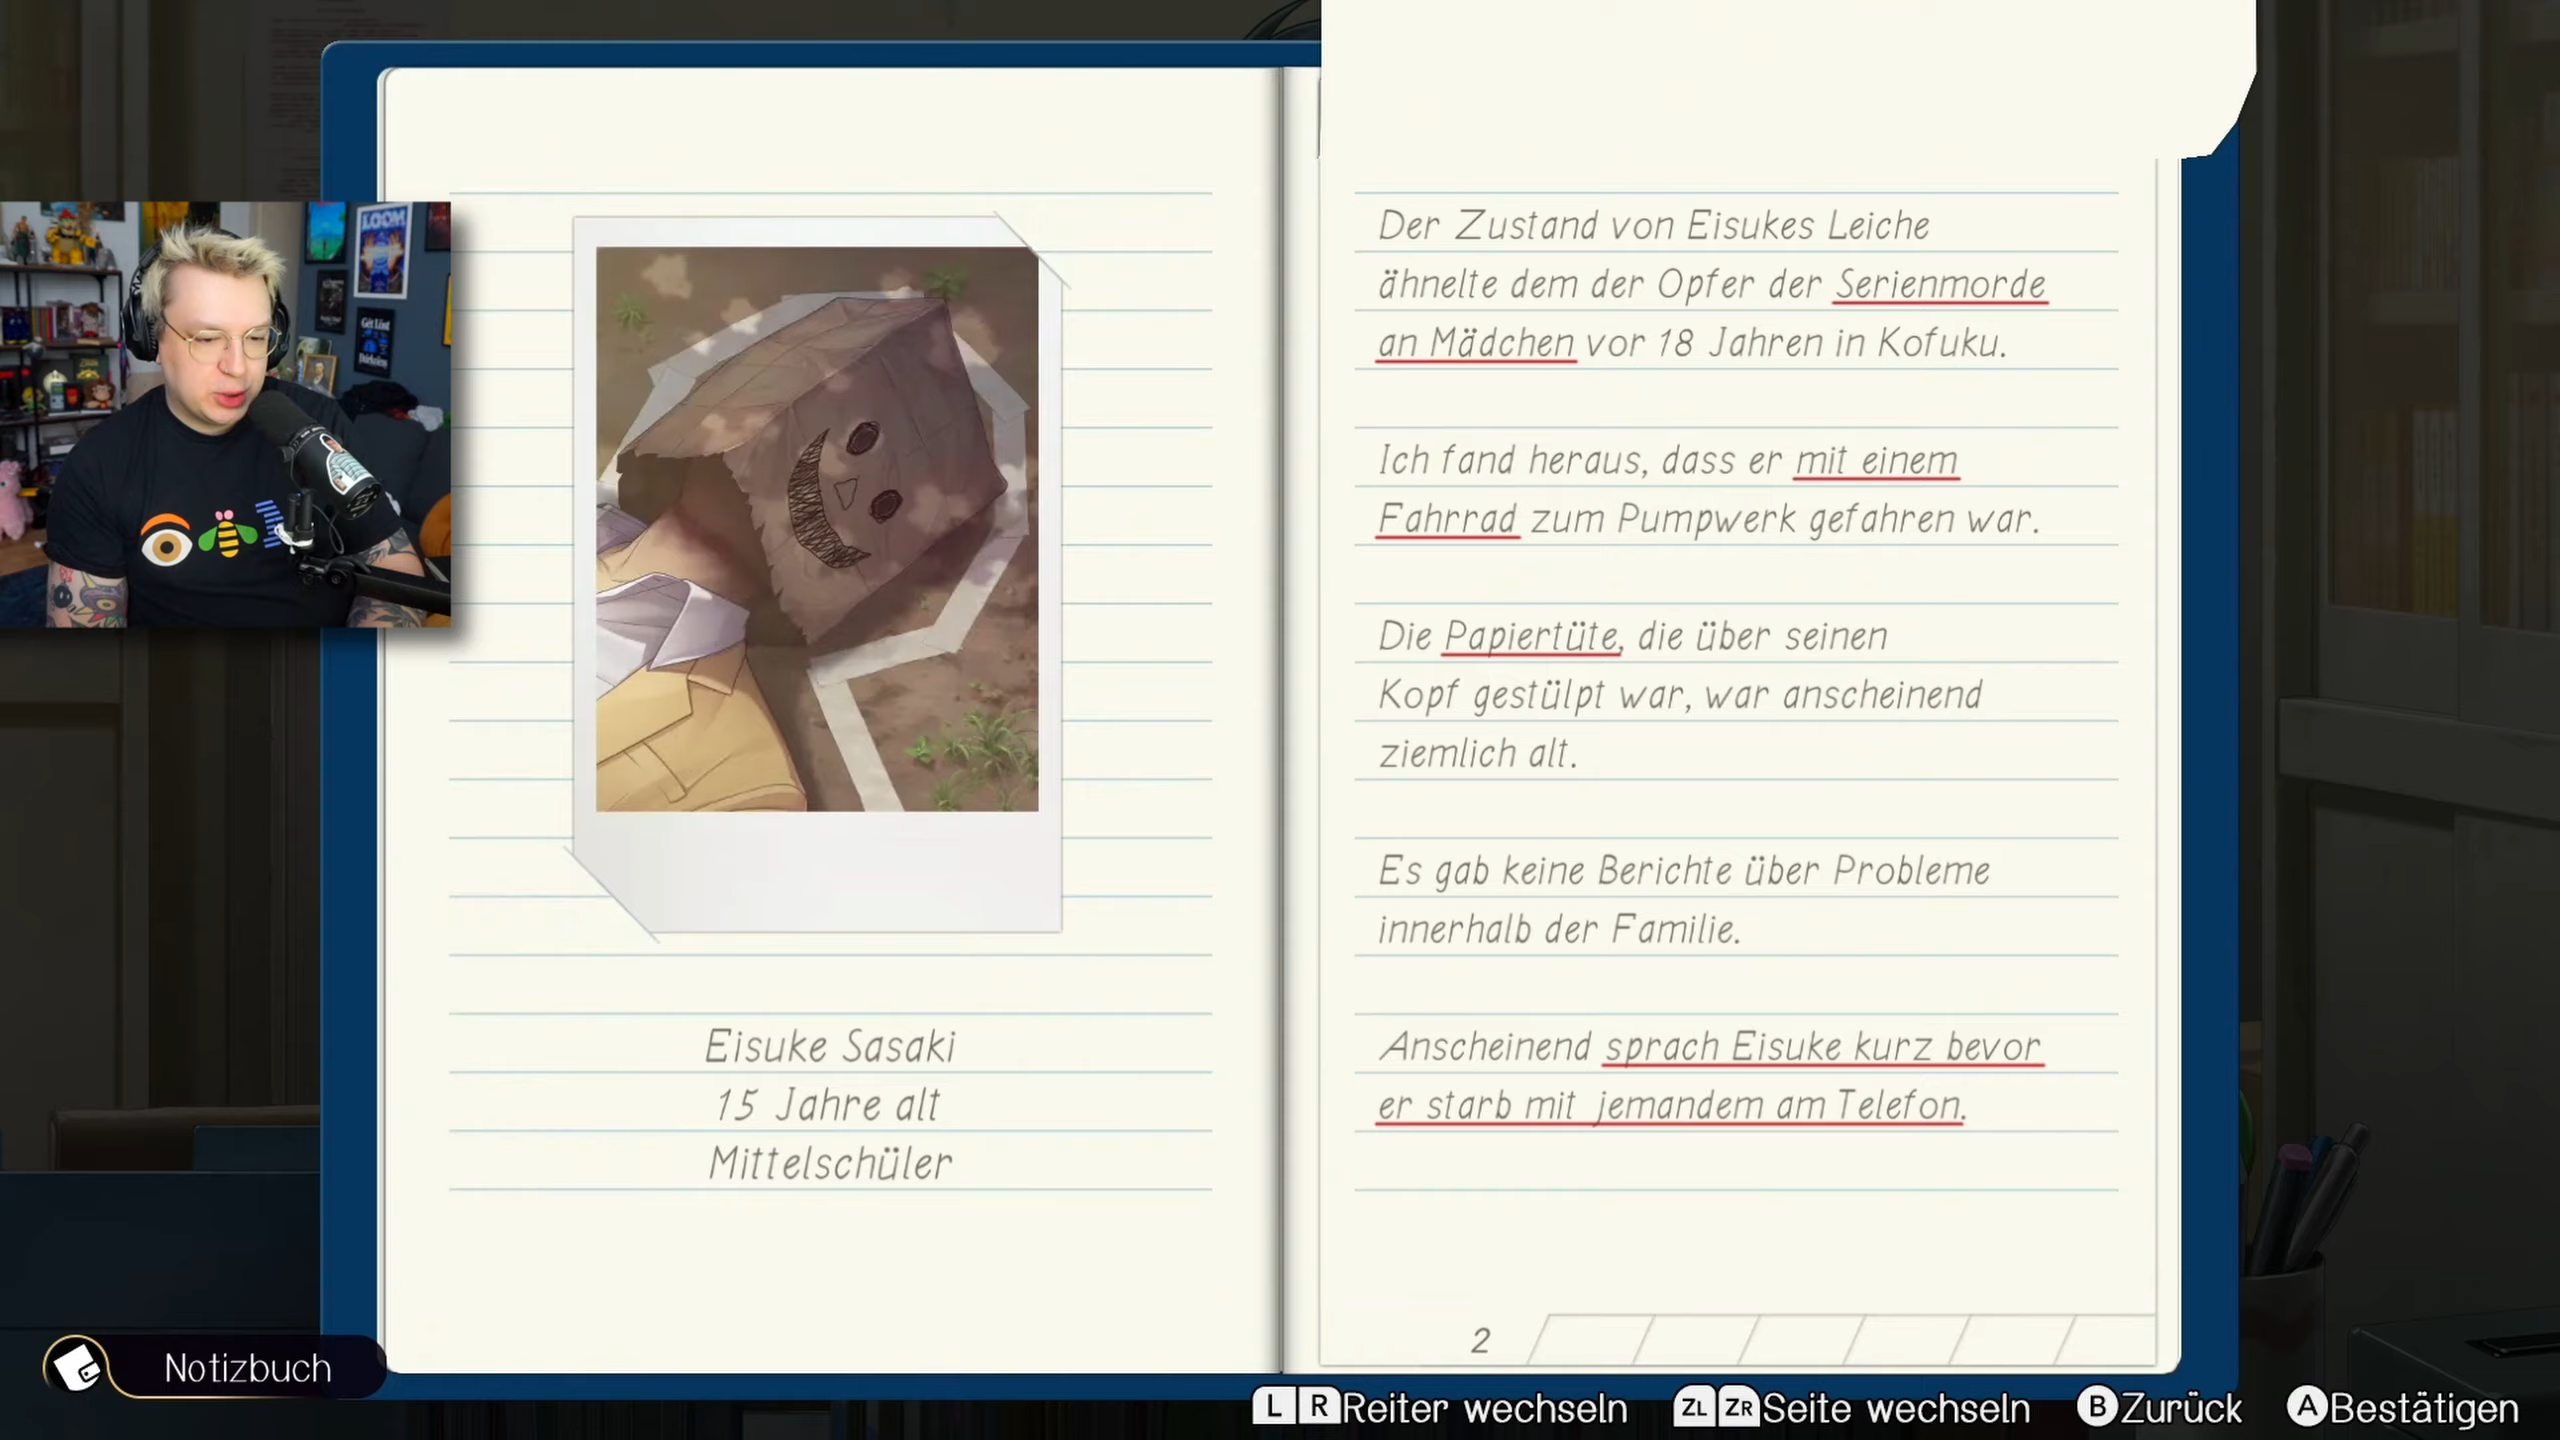 LOOM
Get Lost
Darkness
Eisuke Sasaki
15 Jahre alt
Mittelschüler
Der Zustand von Eisukes Leiche
ähnelte dem der Opfer der Serienmorde
an Mädchen vor 18 Jahren in Kofuku.
Ich fand heraus, dass er mit einem
Fahrrad zum Pumpwerk gefahren war.
Die Papiertüte, die über seinen
Kopf gestülpt war, war anscheinend
ziemlich alt.
Es gab keine Berichte über Probleme
innerhalb der Familie.
Anscheinend sprach Eisuke kurz bevor
er starb mit jemandem am Telefon.
2
Notizbuch
L R Reiter wechseln ZL ZR Seite wechseln B Zurück A Bestätigen